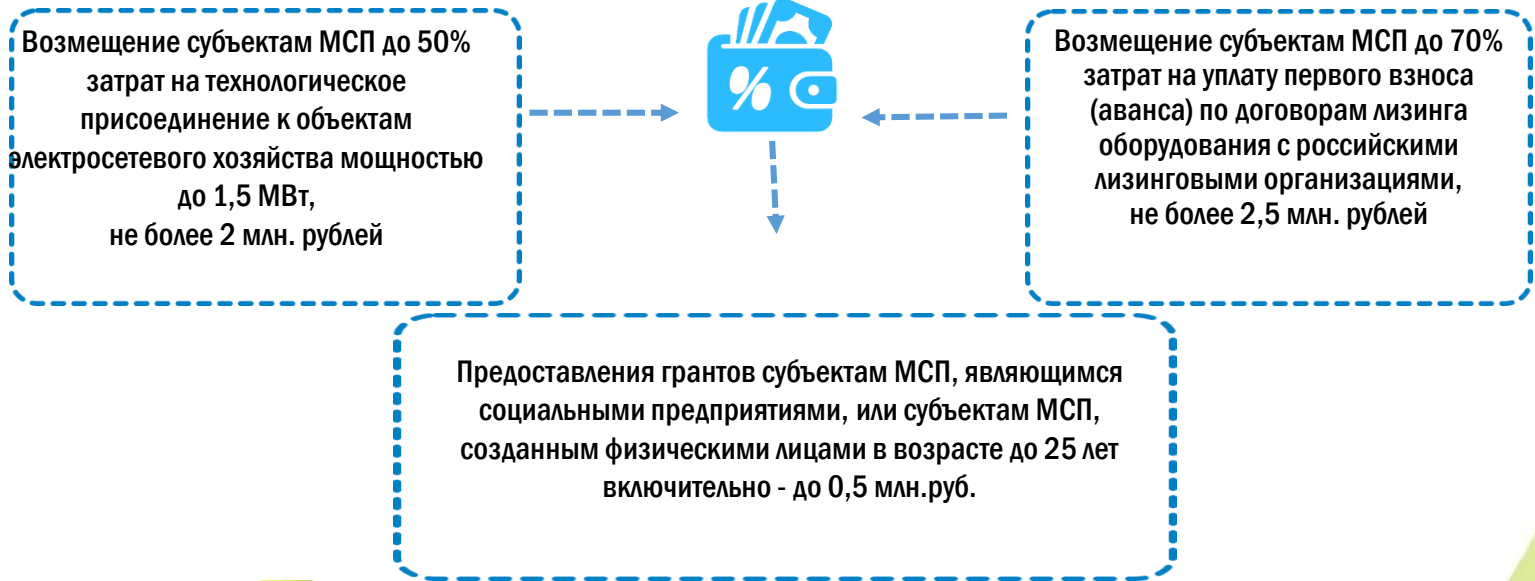 Возмещение субъектам МСП до 50%
затрат на технологическое
присоединение к объектам
электросетевого хозяйства мощностью
до 1,5 МВт,
не более 2 млн. рублей
%
Возмещение субъектам МСП до 70%
затрат на уплату первого взноса
(аванса) по договорам лизинга
оборудования с российскими
лизинговыми организациями,
не более 2,5 млн. рублей
Предоставления грантов субъектам МСП, являющимся
социальными предприятиями, или субъектам МСП,
созданным физическими лицами в возрасте до 25 лет
включительно - до 0,5 млн.руб.